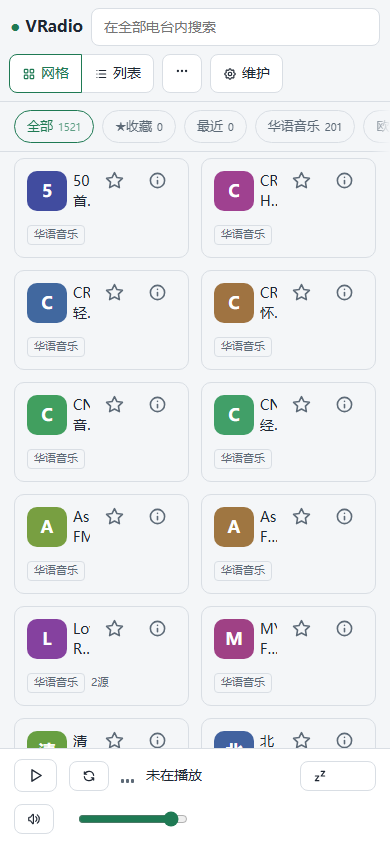 VRadio
在全部电台内搜索
网格
列表
...
维护
全部 1521
★收藏 0
最近 0
华语音乐 201
欧
5
50
首.
华语音乐
C
CR
H..
华语音乐
C
CR
轻.
华语音乐
C
CR
怀.
华语音乐
C
CN
音.
华语音乐
C
CN
经.
华语音乐
A
As
FM
华语音乐
A
As
F...
华语音乐
L
Lo
R..
华语音乐 2源
M
MY
F...
华语音乐
清
清
北
北
...
未在播放
zz